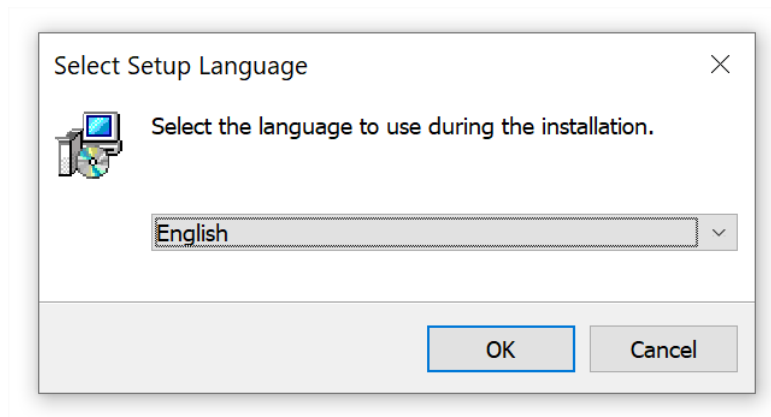 Select Setup Language
Select the language to use during the installation.
English
OK
Cancel